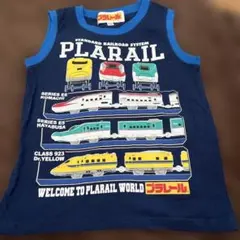 プラレール
STANDARD RAILROAD SYSTEM
PLARAIL
SERIES E6
KOMACHI
SERIES E5
HAYABUSA
CLASS 923
Dr.YELLOW
WELCOME TO PLARAIL WORLD プラレール